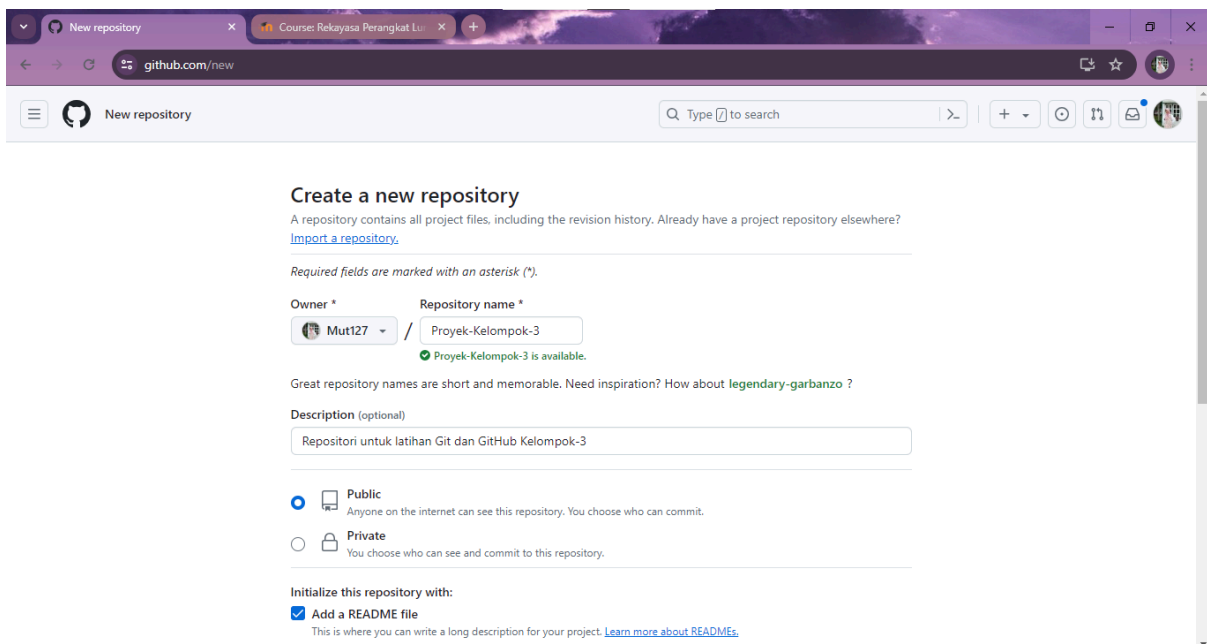 New repository
Course: Rekayasa Perangkat Lun
github.com/new
New repository
Type / to search
Create a new repository
A repository contains all project files, including the revision history. Already have a project repository elsewhere?
Import a repository.
Required fields are marked with an asterisk (*).
Owner * Repository name *
Mut127 / Proyek-Kelompok-3
Proyek-Kelompok-3 is available.
Great repository names are short and memorable. Need inspiration? How about legendary-garbanzo ?
Description (optional)
Repositori untuk latihan Git dan GitHub Kelompok-3
Public
Anyone on the internet can see this repository. You choose who can commit.
Private
You choose who can see and commit to this repository.
Initialize this repository with:
Add a README file
This is where you can write a long description for your project. Learn more about READMEs.